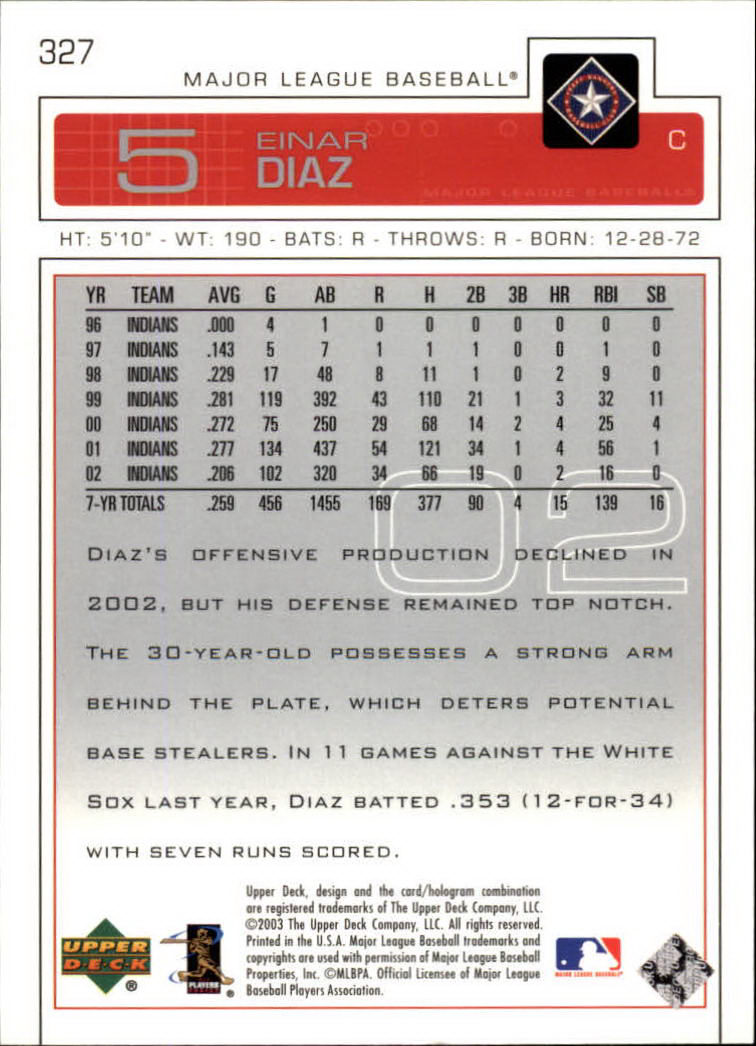 327
MAJOR LEAGUE BASEBALL®
5 EINAR DIAZ C
MAJOR LEAGUE BASEBALL
HT: 5'10" - WT: 190 - BATS: R - THROWS: R - BORN: 12-28-72
YR TEAM AVG G AB R H 2B 3B HR RBI SB
96 INDIANS .000 4 1 0 0 0 0 0 0 0
97 INDIANS .143 5 7 1 1 1 0 0 1 0
98 INDIANS .229 17 48 8 11 1 0 2 9 0
99 INDIANS .281 119 392 43 110 21 1 3 32 11
00 INDIANS .272 75 250 29 68 14 2 4 25 4
01 INDIANS .277 134 437 54 121 34 1 4 56 1
02 INDIANS .206 102 320 34 66 19 0 2 16 0
7-YR TOTALS .259 456 1455 169 377 90 4 15 139 16
02
DIAZ'S OFFENSIVE PRODUCTION DECLINED IN
2002, BUT HIS DEFENSE REMAINED TOP NOTCH.
THE 30-YEAR-OLD POSSESSES A STRONG ARM
BEHIND THE PLATE, WHICH DETERS POTENTIAL
BASE STEALERS. IN 11 GAMES AGAINST THE WHITE
SOX LAST YEAR, DIAZ BATTED .353 (12-FOR-34)
WITH SEVEN RUNS SCORED.
Upper Deck, design and the card/hologram combination
are registered trademarks of The Upper Deck Company, LLC.
©2003 The Upper Deck Company, LLC. All rights reserved.
Printed in the U.S.A. Major League Baseball trademarks and
copyrights are used with permission of Major League Baseball
Properties, Inc. ©MLBPA. Official Licensee of Major League
Baseball Players Association.
UPPER
DECK®
PLAYERS
CHOICE®
MAJOR LEAGUE BASEBALL®